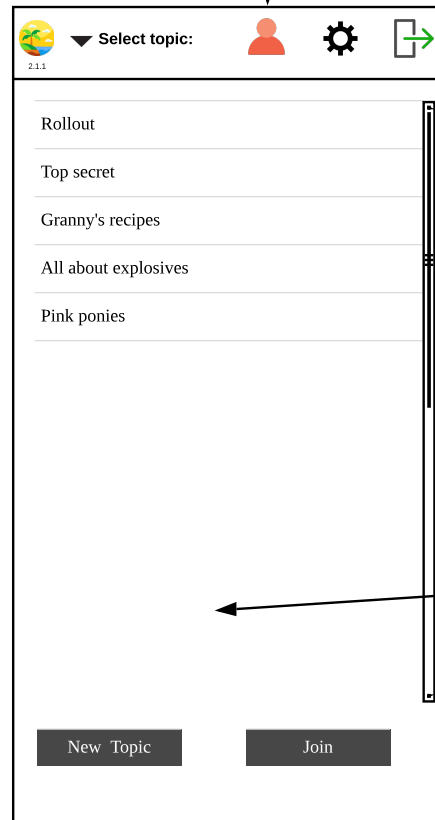 Select topic:
2.1.1
Rollout
Top secret
Granny's recipes
All about explosives
Pink ponies
New Topic
Join